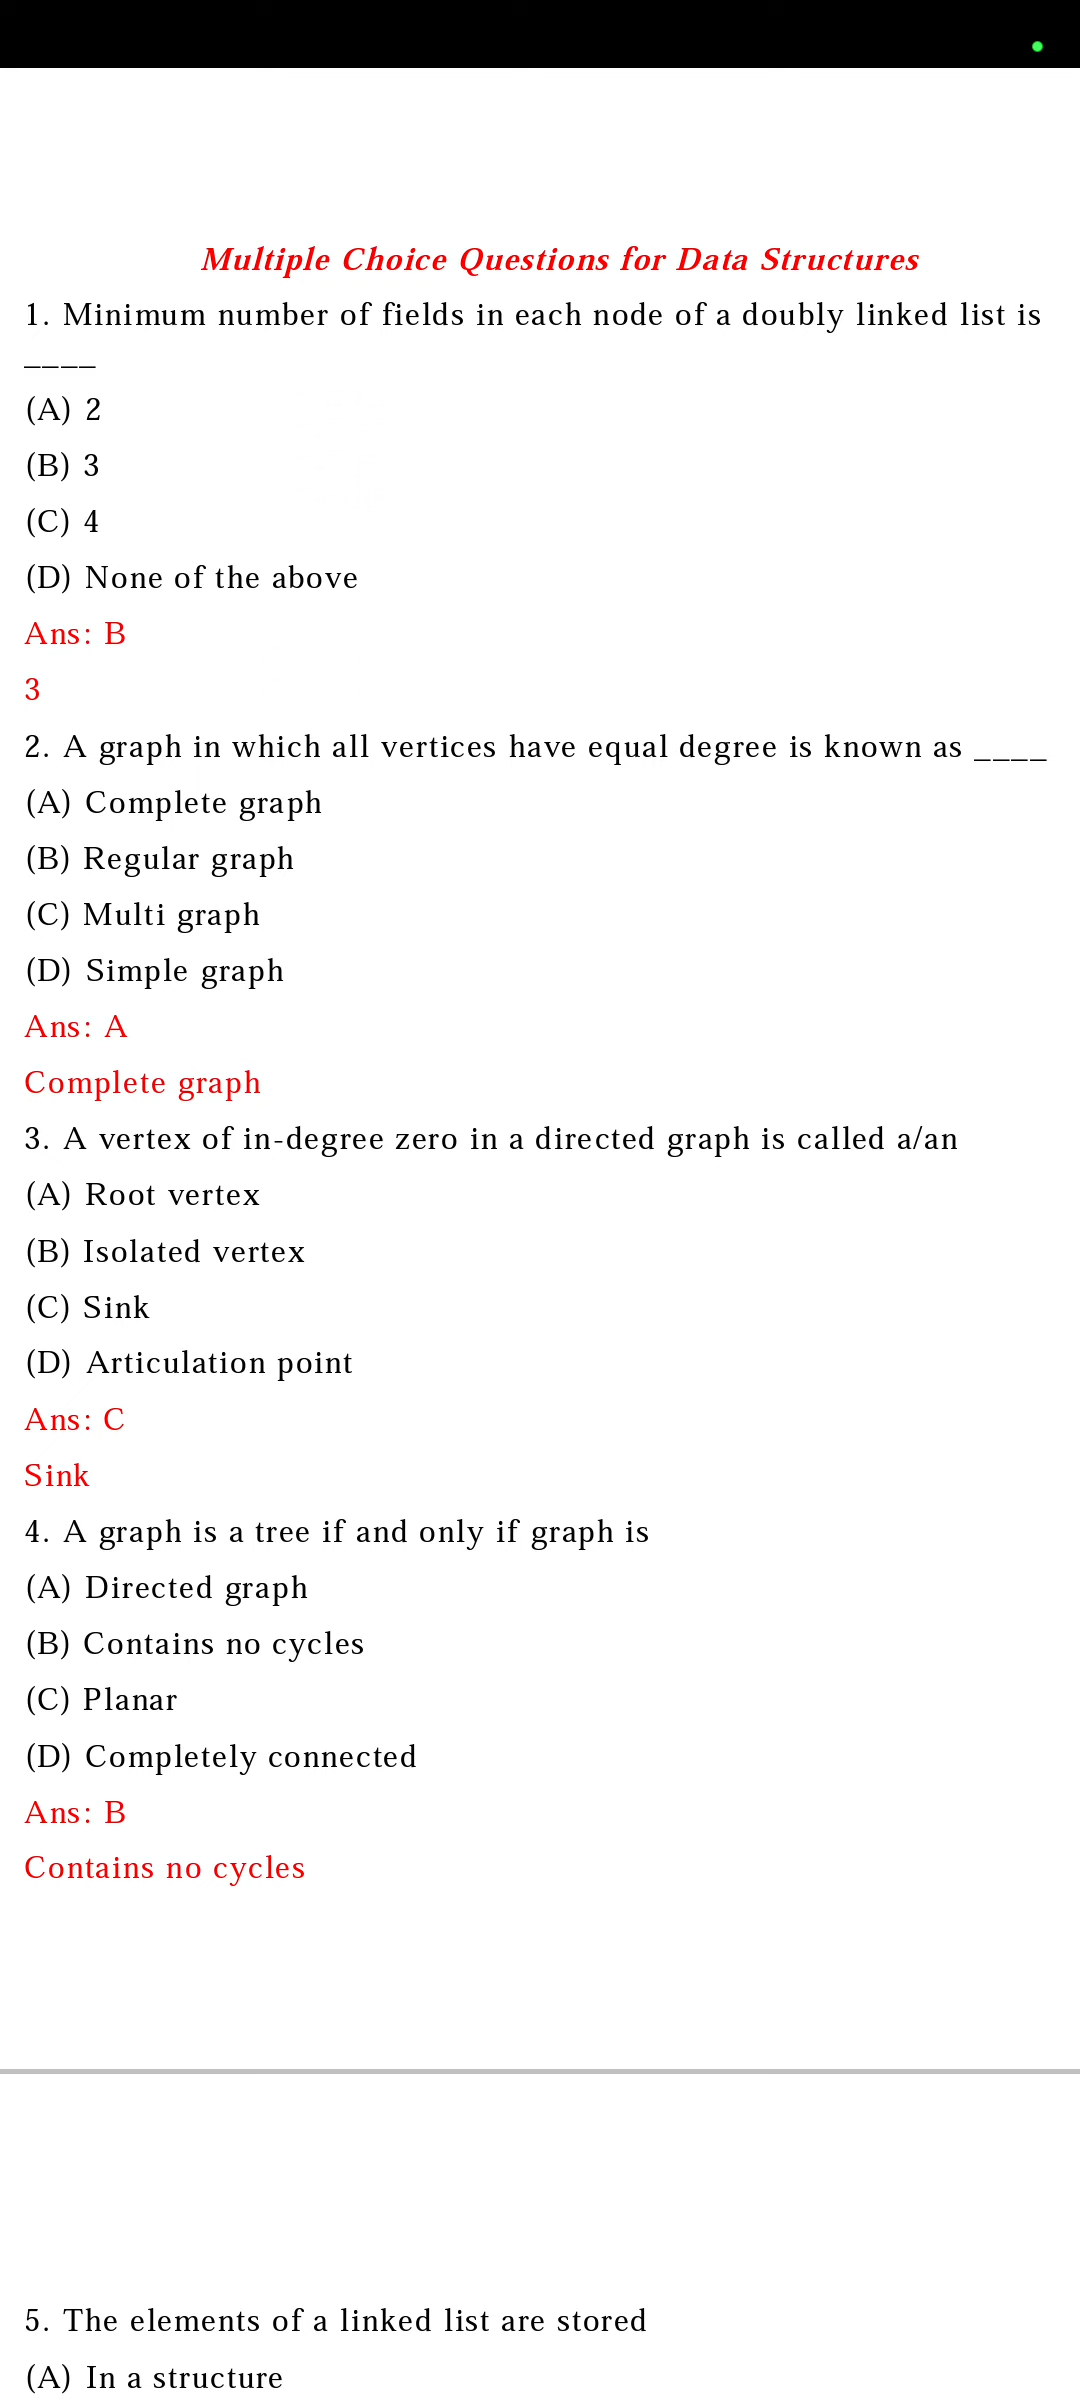 Multiple Choice Questions for Data Structures
1. Minimum number of fields in each node of a doubly linked list is
____
(A) 2
(B) 3
(C) 4
(D) None of the above
Ans: B
3
2. A graph in which all vertices have equal degree is known as ____
(A) Complete graph
(B) Regular graph
(C) Multi graph
(D) Simple graph
Ans: A
Complete graph
3. A vertex of in-degree zero in a directed graph is called a/an
(A) Root vertex
(B) Isolated vertex
(C) Sink
(D) Articulation point
Ans: C
Sink
4. A graph is a tree if and only if graph is
(A) Directed graph
(B) Contains no cycles
(C) Planar
(D) Completely connected
Ans: B
Contains no cycles
5. The elements of a linked list are stored
(A) In a structure